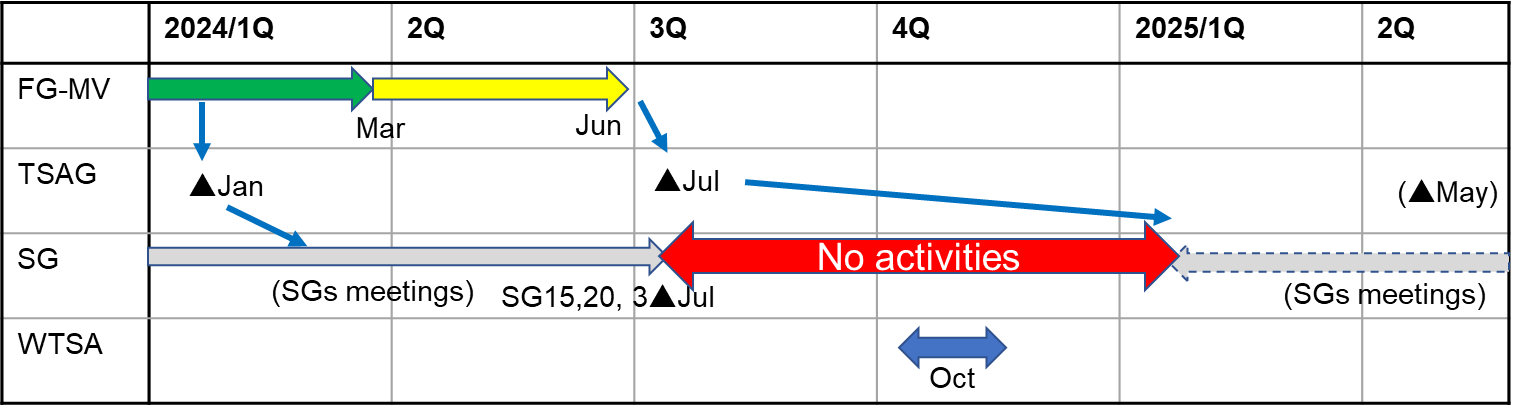 2024/1Q 2Q 3Q 4Q 2025/1Q 2Q
FG-MV
Mar Jun
TSAG
▲Jan ▲Jul (▲May)
SG
No activities
(SGs meetings) SG15,20, 3▲Jul (SGs meetings)
WTSA
Oct